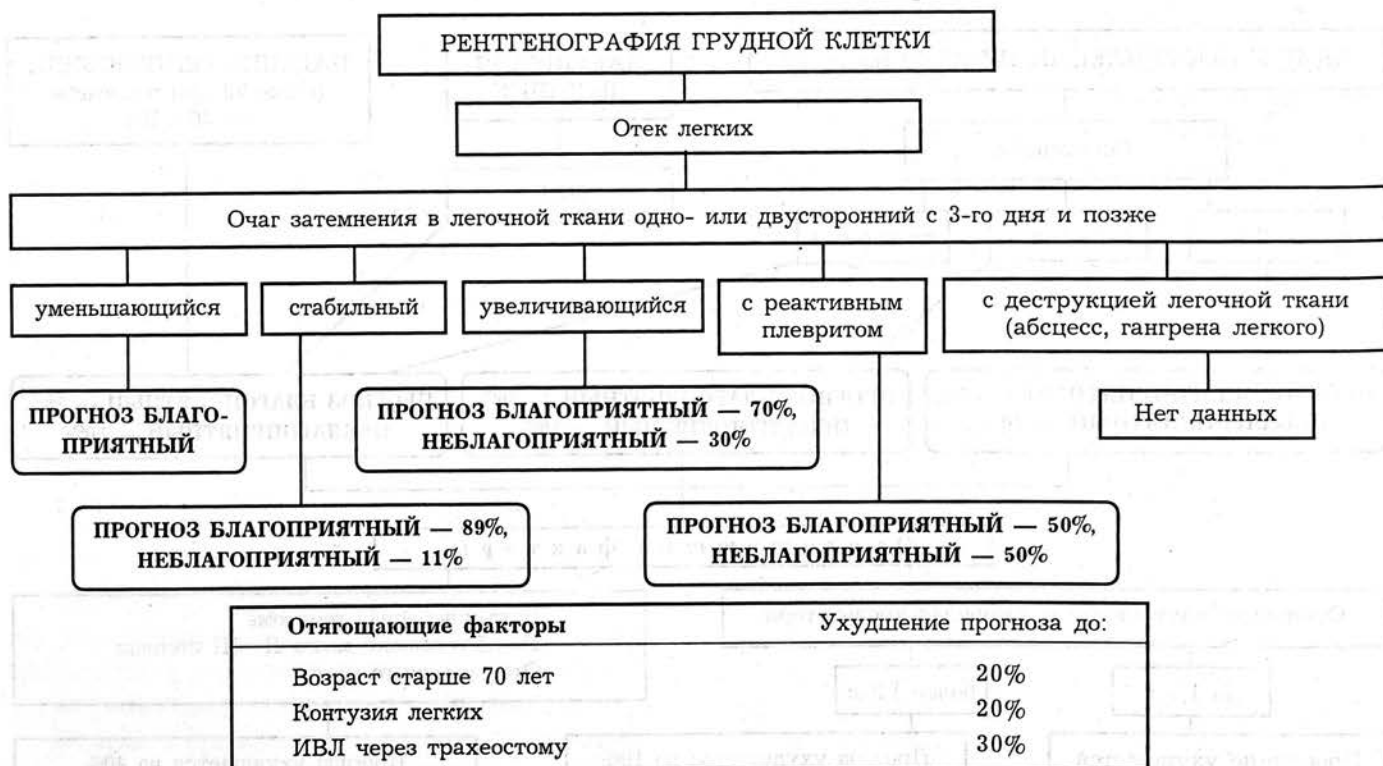 РЕНТГЕНОГРАФИЯ ГРУДНОЙ КЛЕТКИ
Отек легких
Очаг затемнения в легочной ткани одно- или двусторонний с 3-го дня и позже
уменьшающийся
стабильный
увеличивающийся
с реактивным
плевритом
с деструкцией легочной ткани
(абсцесс, гангрена легкого)
ПРОГНОЗ БЛАГО-
ПРИЯТНЫЙ
ПРОГНОЗ БЛАГОПРИЯТНЫЙ — 70%,
НЕБЛАГОПРИЯТНЫЙ — 30%
Нет данных
ПРОГНОЗ БЛАГОПРИЯТНЫЙ — 89%,
НЕБЛАГОПРИЯТНЫЙ — 11%
ПРОГНОЗ БЛАГОПРИЯТНЫЙ — 50%,
НЕБЛАГОПРИЯТНЫЙ — 50%
Отягощающие факторы Ухудшение прогноза до:
Возраст старше 70 лет 20%
Контузия легких 20%
ИВЛ через трахеостому 30%